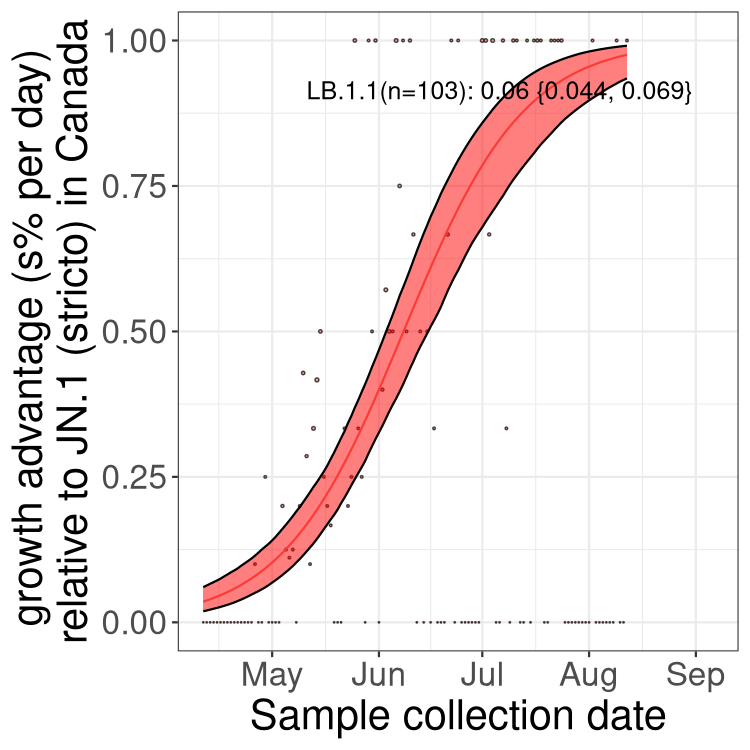 growth advantage (s% per day)
relative to JN.1 (stricto) in Canada
1.00
0.75
0.50
0.25
0.00
LB.1.1(n=103): 0.06 {0.044, 0.069}
May Jun Jul Aug Sep
Sample collection date